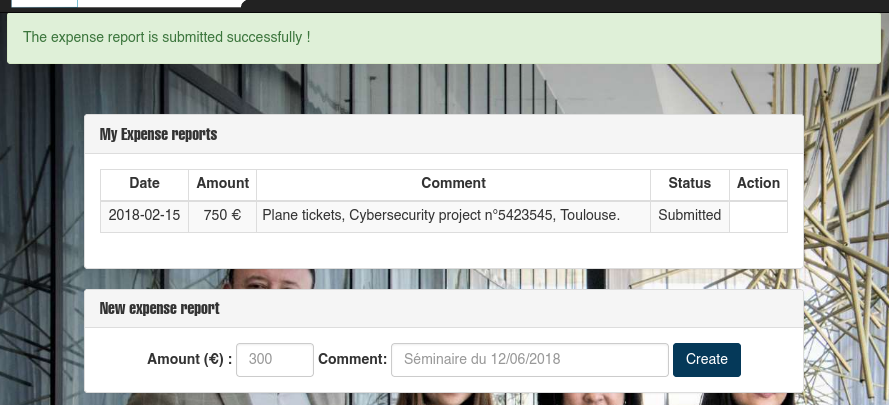 The expense report is submitted successfully !
My Expense reports
Date Amount Comment Status Action
2018-02-15 750 € Plane tickets, Cybersecurity project n°5423545, Toulouse. Submitted
New expense report
Amount (€) : 300 Comment: Séminaire du 12/06/2018 Create